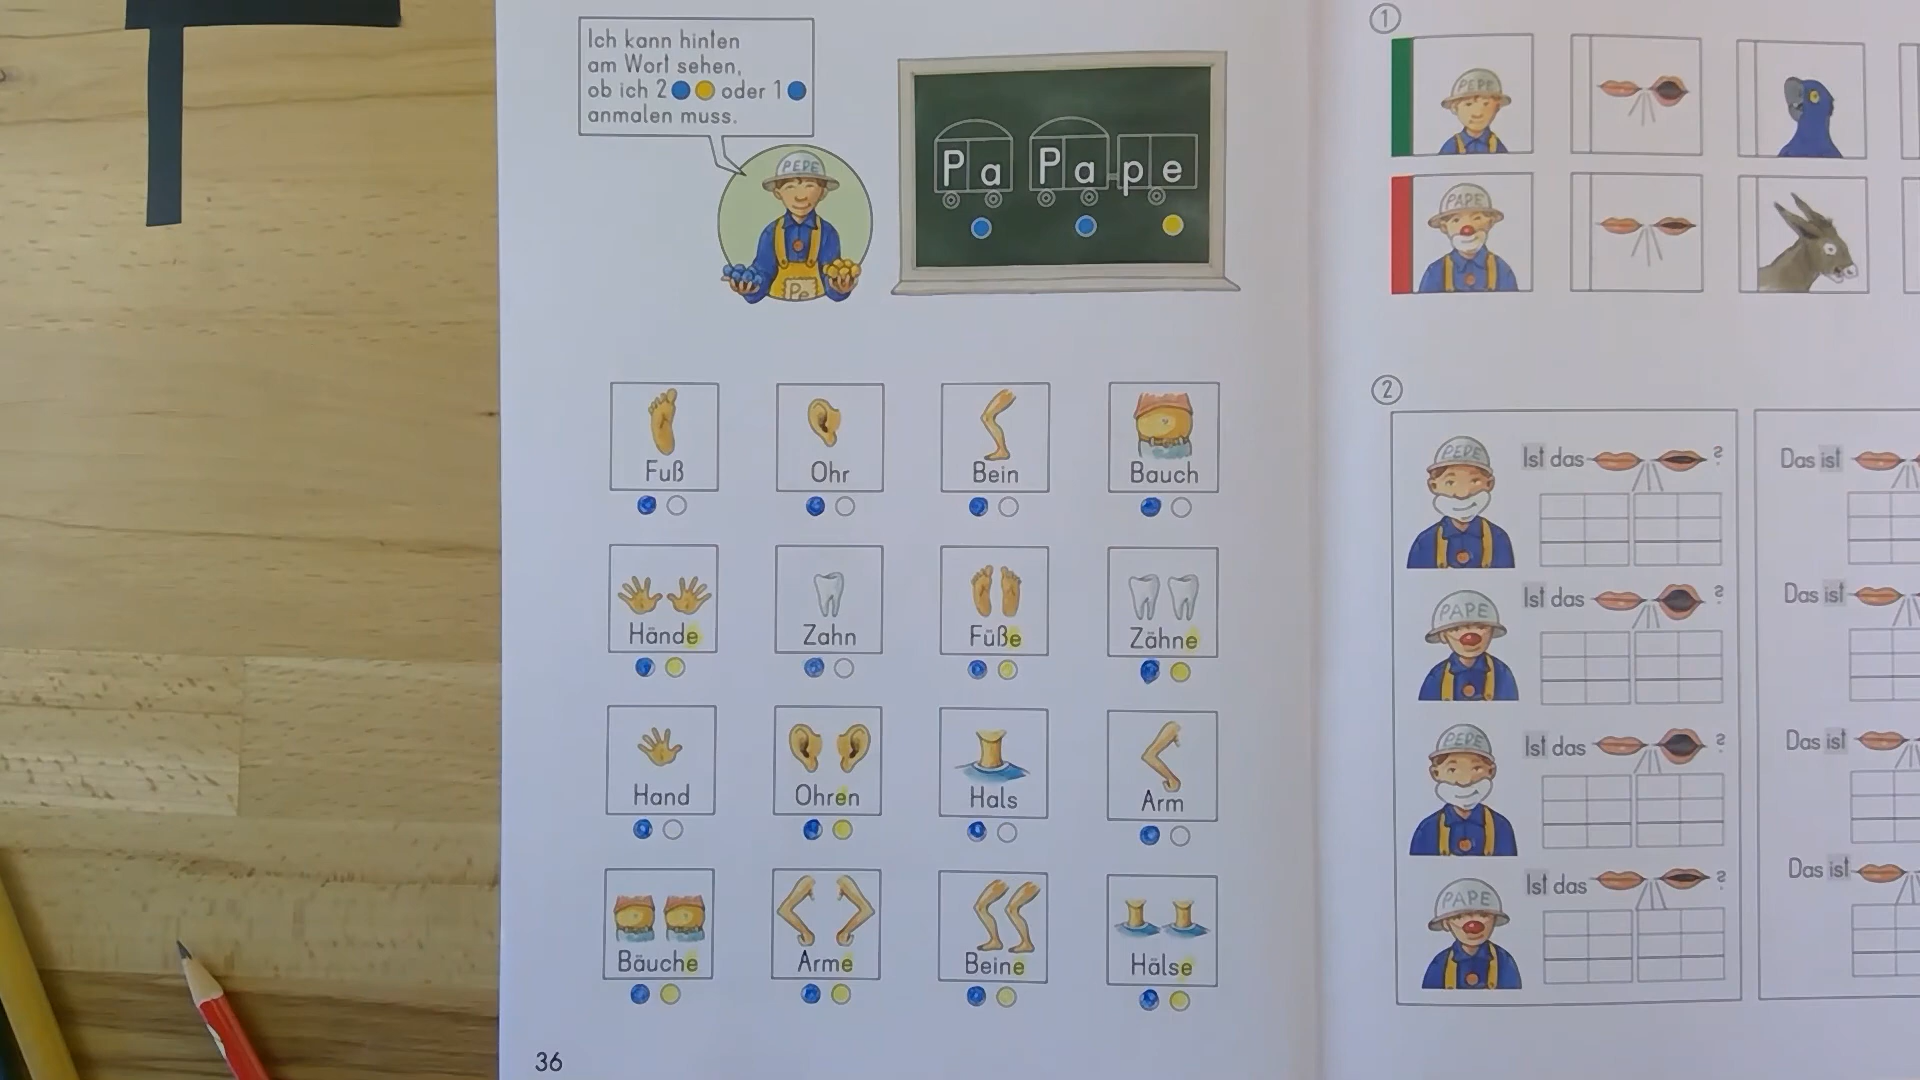 Ich kann hinten
am Wort sehen,
ob ich 2 oder 1
anmalen muss.
PEPE
Pe
Pa Pa-pe
Fuß Ohr Bein Bauch
Hände Zahn Füße Zähne
Hand Ohren Hals Arm
Bäuche Arme Beine Hälse
36
1
PEPE
PAPE
2
PEPE Ist das ? Das ist
PAPE Ist das ? Das ist
PEPE Ist das ? Das ist
PAPE Ist das ? Das ist